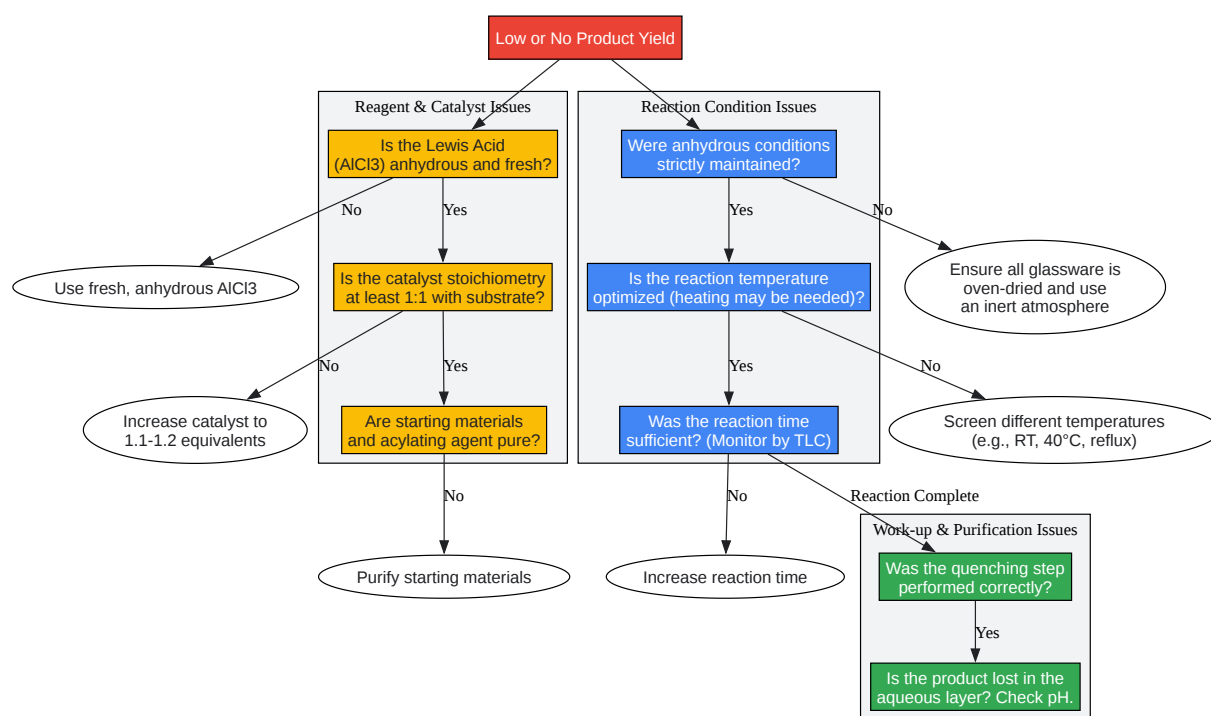 Low or No Product Yield
Reagent & Catalyst Issues
Reaction Condition Issues
Is the Lewis Acid
(AlCl3) anhydrous and fresh?
Were anhydrous conditions
strictly maintained?
No
Yes
Yes
No
Use fresh, anhydrous AlCl3
Is the catalyst stoichiometry
at least 1:1 with substrate?
Is the reaction temperature
optimized (heating may be needed)?
Ensure all glassware is
oven-dried and use
an inert atmosphere
No
Yes
Yes
No
Increase catalyst to
1.1-1.2 equivalents
Are starting materials
and acylating agent pure?
Was the reaction time
sufficient? (Monitor by TLC)
Screen different temperatures
(e.g., RT, 40°C, reflux)
No
No
Reaction Complete
Work-up & Purification Issues
Purify starting materials
Increase reaction time
Was the quenching step
performed correctly?
Yes
Is the product lost in the
aqueous layer? Check pH.